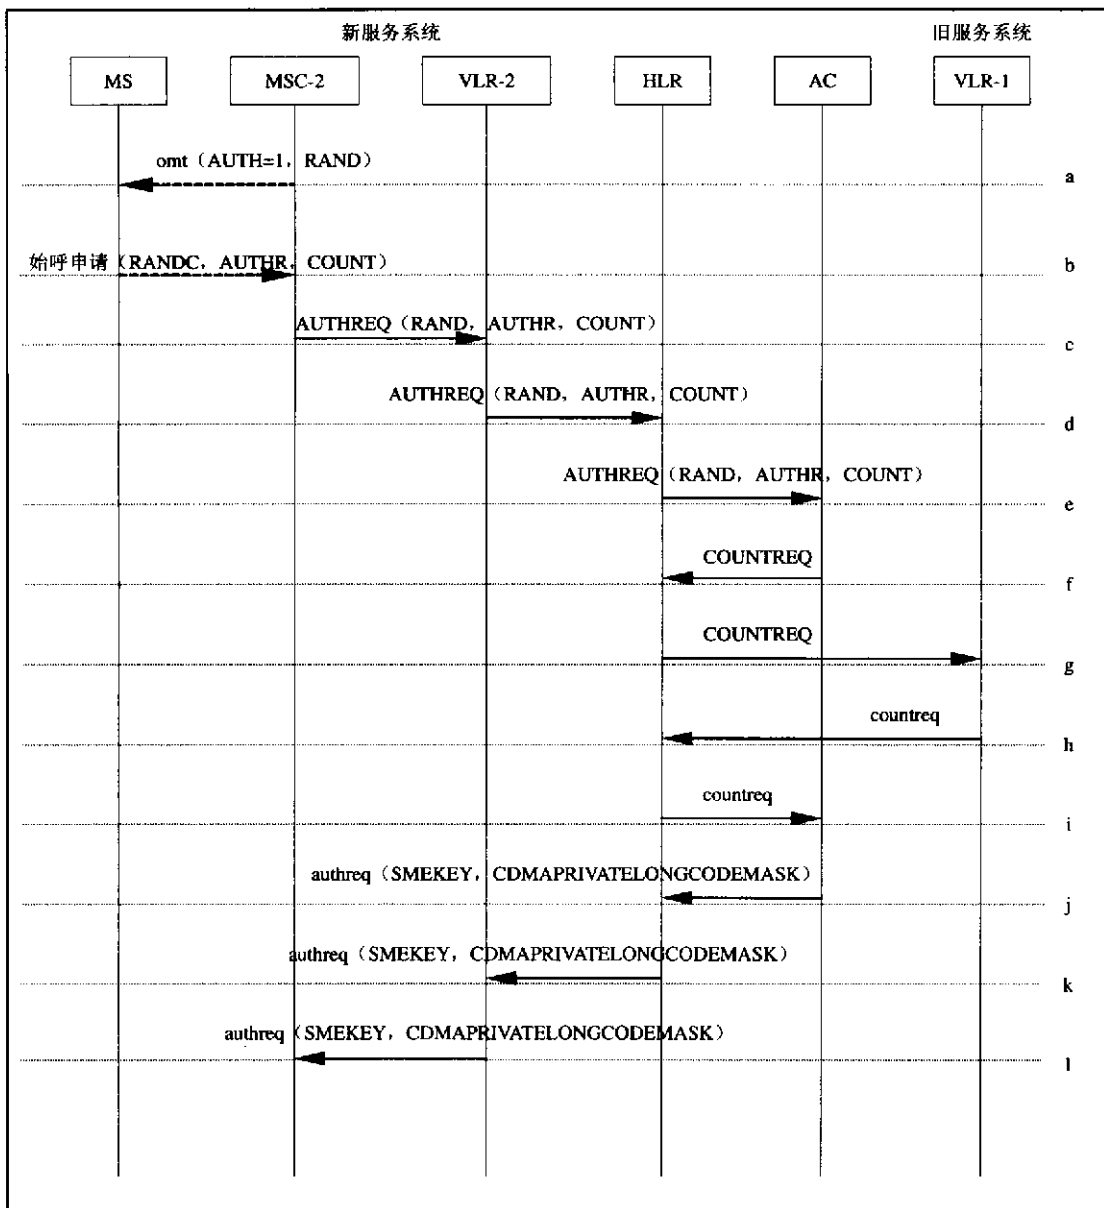 新服务系统 旧服务系统
MS MSC-2 VLR-2 HLR AC VLR-1
omt（AUTH=1，RAND）
a
始呼申请（RANDC，AUTHR，COUNT）
b
AUTHREQ（RAND，AUTHR，COUNT）
c
AUTHREQ（RAND，AUTHR，COUNT）
d
AUTHREQ（RAND，AUTHR，COUNT）
e
COUNTREQ
f
COUNTREQ
g
countreq
h
countreq
i
authreq（SMEKEY，CDMAPRIVATELONGCODEMASK）
j
authreq（SMEKEY，CDMAPRIVATELONGCODEMASK）
k
authreq（SMEKEY，CDMAPRIVATELONGCODEMASK）
l